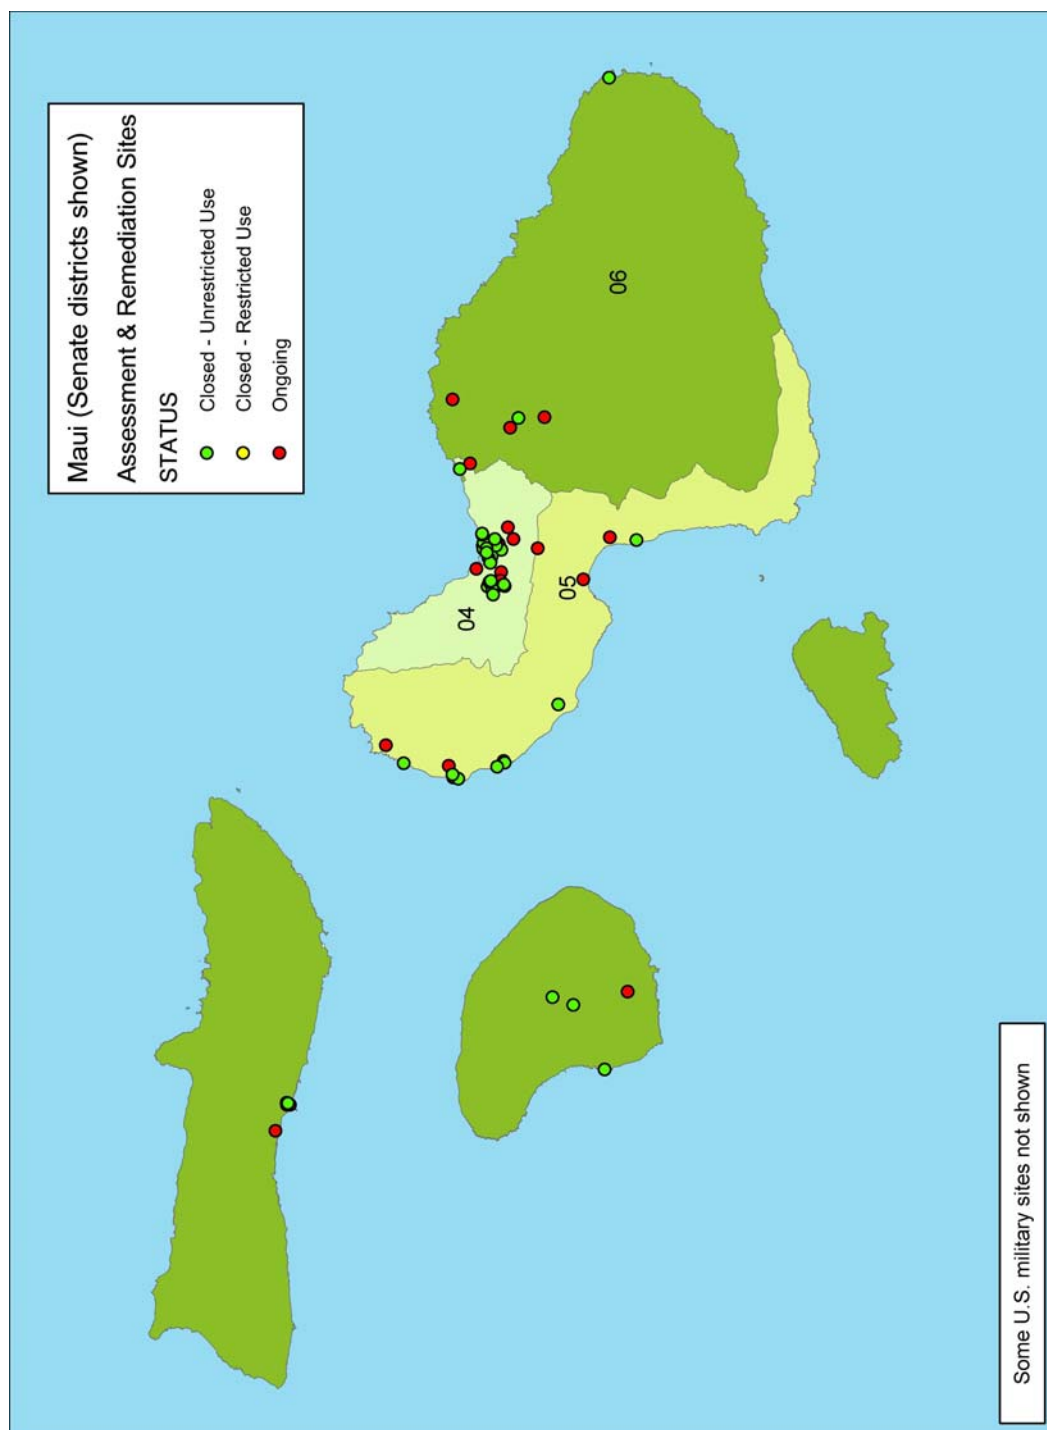 Maui (Senate districts shown)
Assessment & Remediation Sites
STATUS
Closed - Unrestricted Use
Closed - Restricted Use
Ongoing
04
05
06
Some U.S. military sites not shown